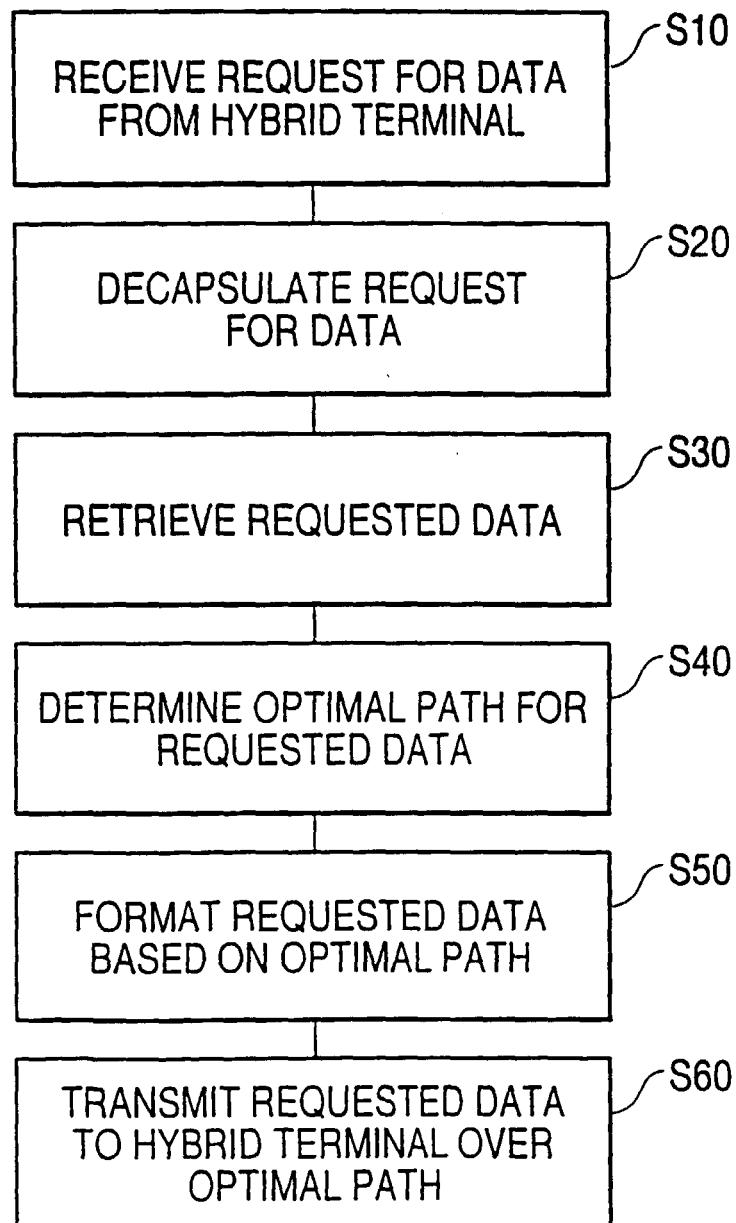 S10
RECEIVE REQUEST FOR DATA
FROM HYBRID TERMINAL
S20
DECAPSULATE REQUEST
FOR DATA
S30
RETRIEVE REQUESTED DATA
S40
DETERMINE OPTIMAL PATH FOR
REQUESTED DATA
S50
FORMAT REQUESTED DATA
BASED ON OPTIMAL PATH
S60
TRANSMIT REQUESTED DATA
TO HYBRID TERMINAL OVER
OPTIMAL PATH